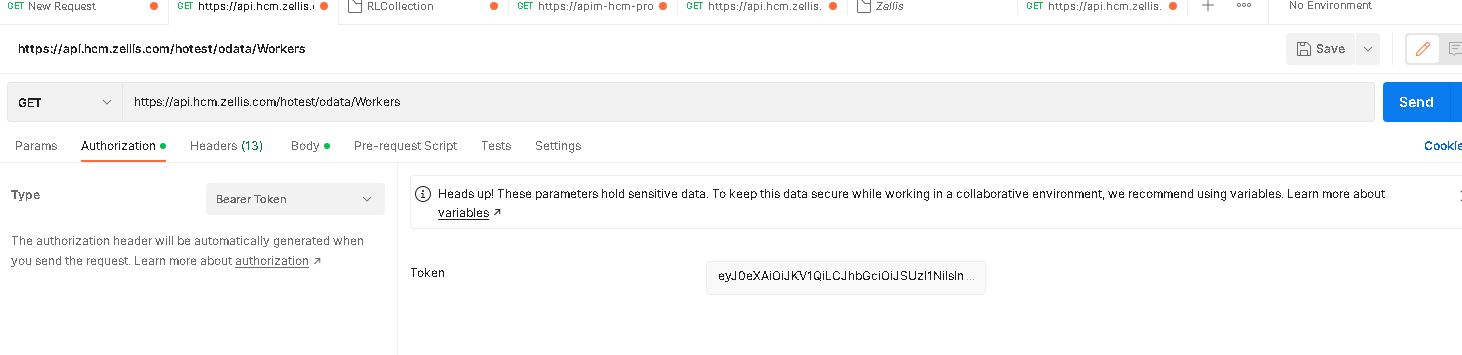 GET New Request GET https://api.hcm.zellis. RLCollection GET https://apim-hcm-pro GET https://api.hcm.zellis. Zellis GET https://api.hcm.zellis. No Environment
https://api.hcm.zellis.com/hotest/odata/Workers Save
GET https://api.hcm.zellis.com/hotest/odata/Workers Send
Params Authorization Headers (13) Body Pre-request Script Tests Settings Cookie
Type Bearer Token
The authorization header will be automatically generated when
you send the request. Learn more about authorization ↗
Heads up! These parameters hold sensitive data. To keep this data secure while working in a collaborative environment, we recommend using variables. Learn more about
variables ↗
Token eyJ0eXAiOiJKV1QiLCJhbGciOiJSUzI1NiIsIn...